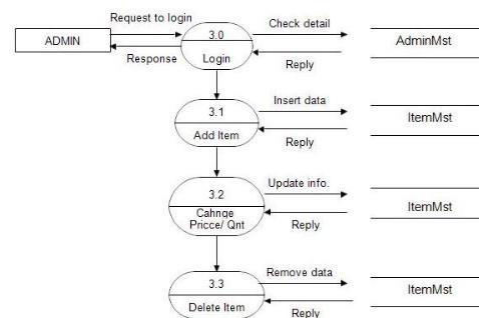 Request to login
Check detail
3.0
ADMIN
AdminMst
Login
Response
Reply
Insert data
3.1
ItemMst
Add Item
Reply
Update info.
3.2
ItemMst
Cahnge
Pricce/ Qnt
Reply
Remove data
3.3
ItemMst
Delete Item
Reply